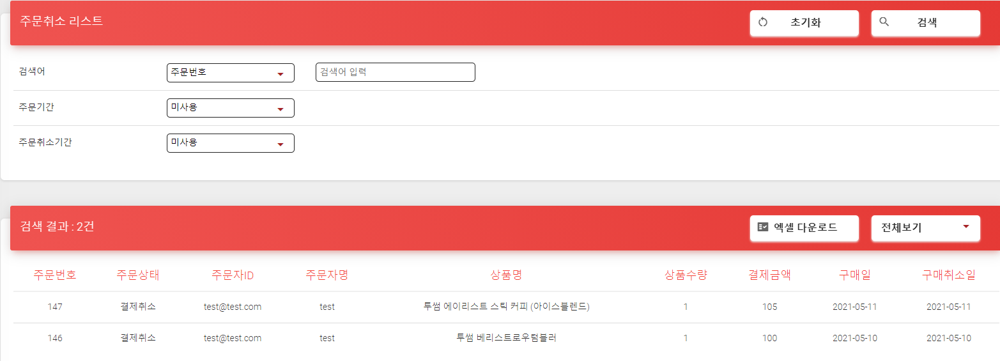 주문취소 리스트 초기화 검색
검색어 주문번호 검색어 입력
주문기간 미사용
주문취소기간 미사용
검색 결과 : 2건 엑셀 다운로드 전체보기
주문번호 주문상태 주문자ID 주문자명 상품명 상품수량 결제금액 구매일 구매취소일
147 결제취소 test@test.com test 투썸 에이리스트 스틱 커피 (아이스블렌드) 1 105 2021-05-11 2021-05-11
146 결제취소 test@test.com test 투썸 베리스트로우텀블러 1 100 2021-05-10 2021-05-10